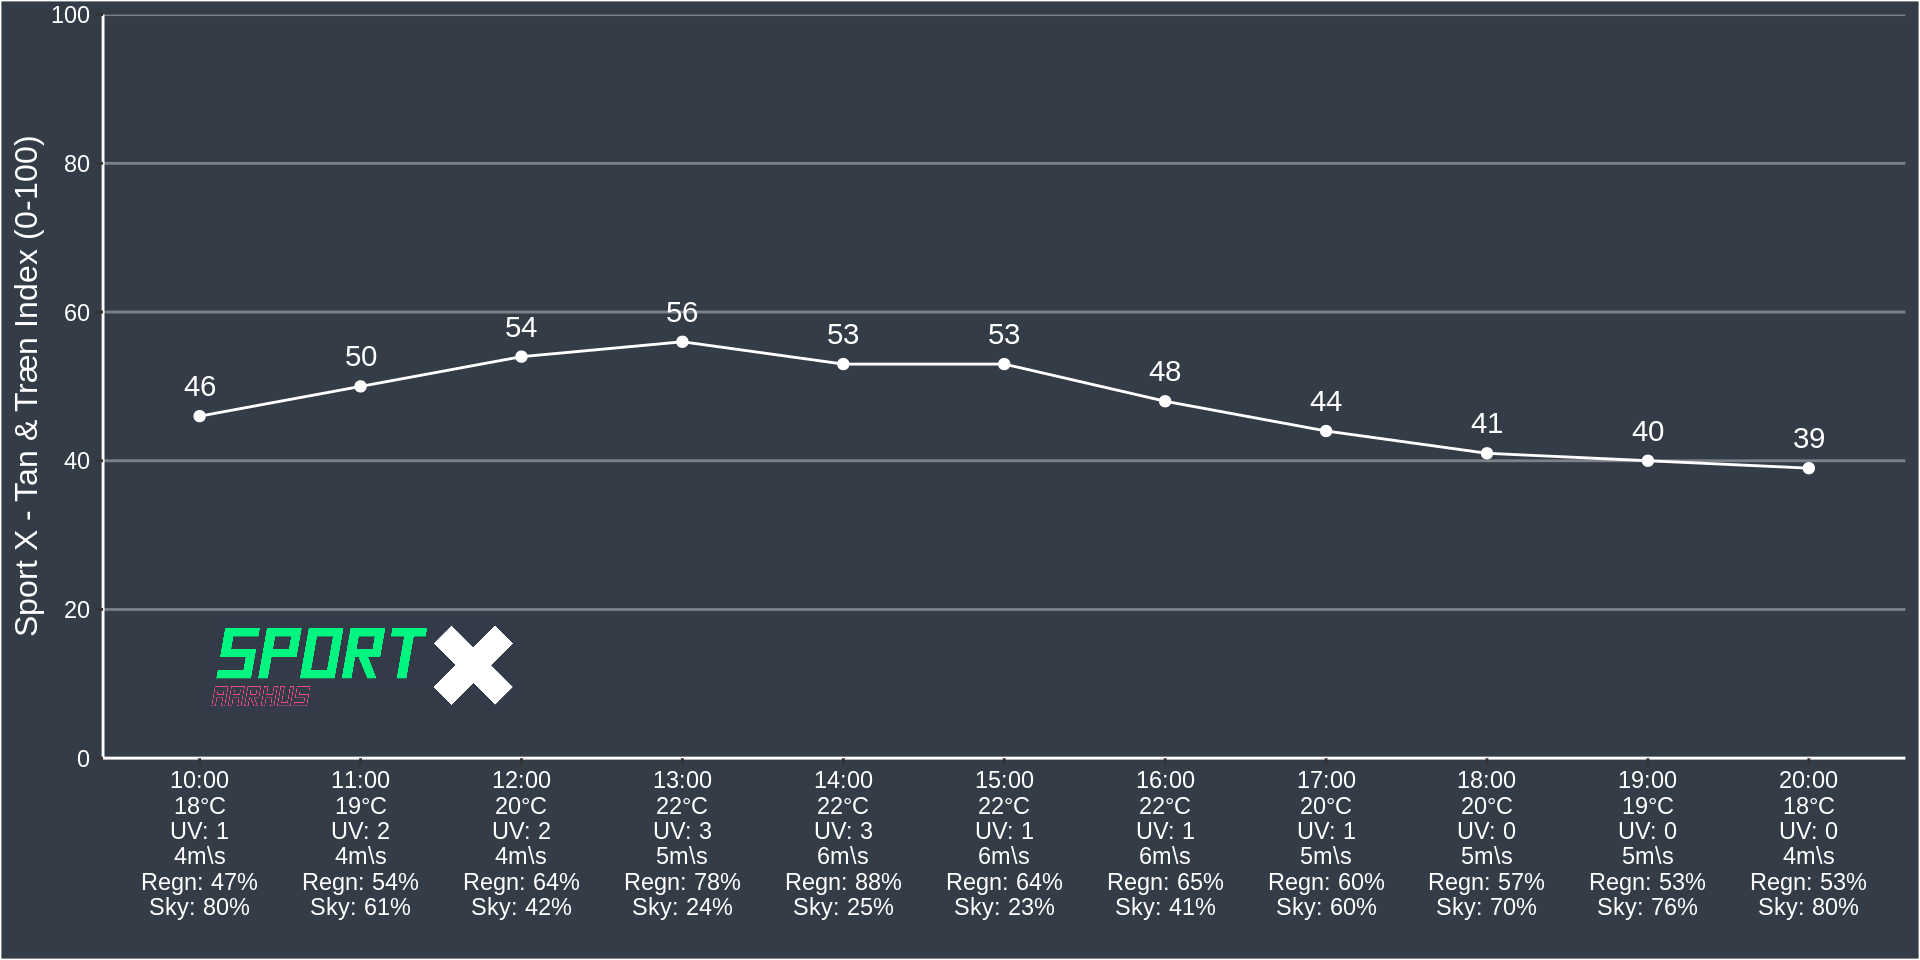 Sport X - Tan & Træn Index (0-100)
100
80
60
40
20
0
46
50
54
56
53
53
48
44
41
40
39
SPORT X
AARHUS
10:00 11:00 12:00 13:00 14:00 15:00 16:00 17:00 18:00 19:00 20:00
18°C 19°C 20°C 22°C 22°C 22°C 22°C 20°C 20°C 19°C 18°C
UV: 1 UV: 2 UV: 2 UV: 3 UV: 3 UV: 1 UV: 1 UV: 1 UV: 0 UV: 0 UV: 0
4m\s 4m\s 4m\s 5m\s 6m\s 6m\s 6m\s 5m\s 5m\s 5m\s 4m\s
Regn: 47% Regn: 54% Regn: 64% Regn: 78% Regn: 88% Regn: 64% Regn: 65% Regn: 60% Regn: 57% Regn: 53% Regn: 53%
Sky: 80% Sky: 61% Sky: 42% Sky: 24% Sky: 25% Sky: 23% Sky: 41% Sky: 60% Sky: 70% Sky: 76% Sky: 80%